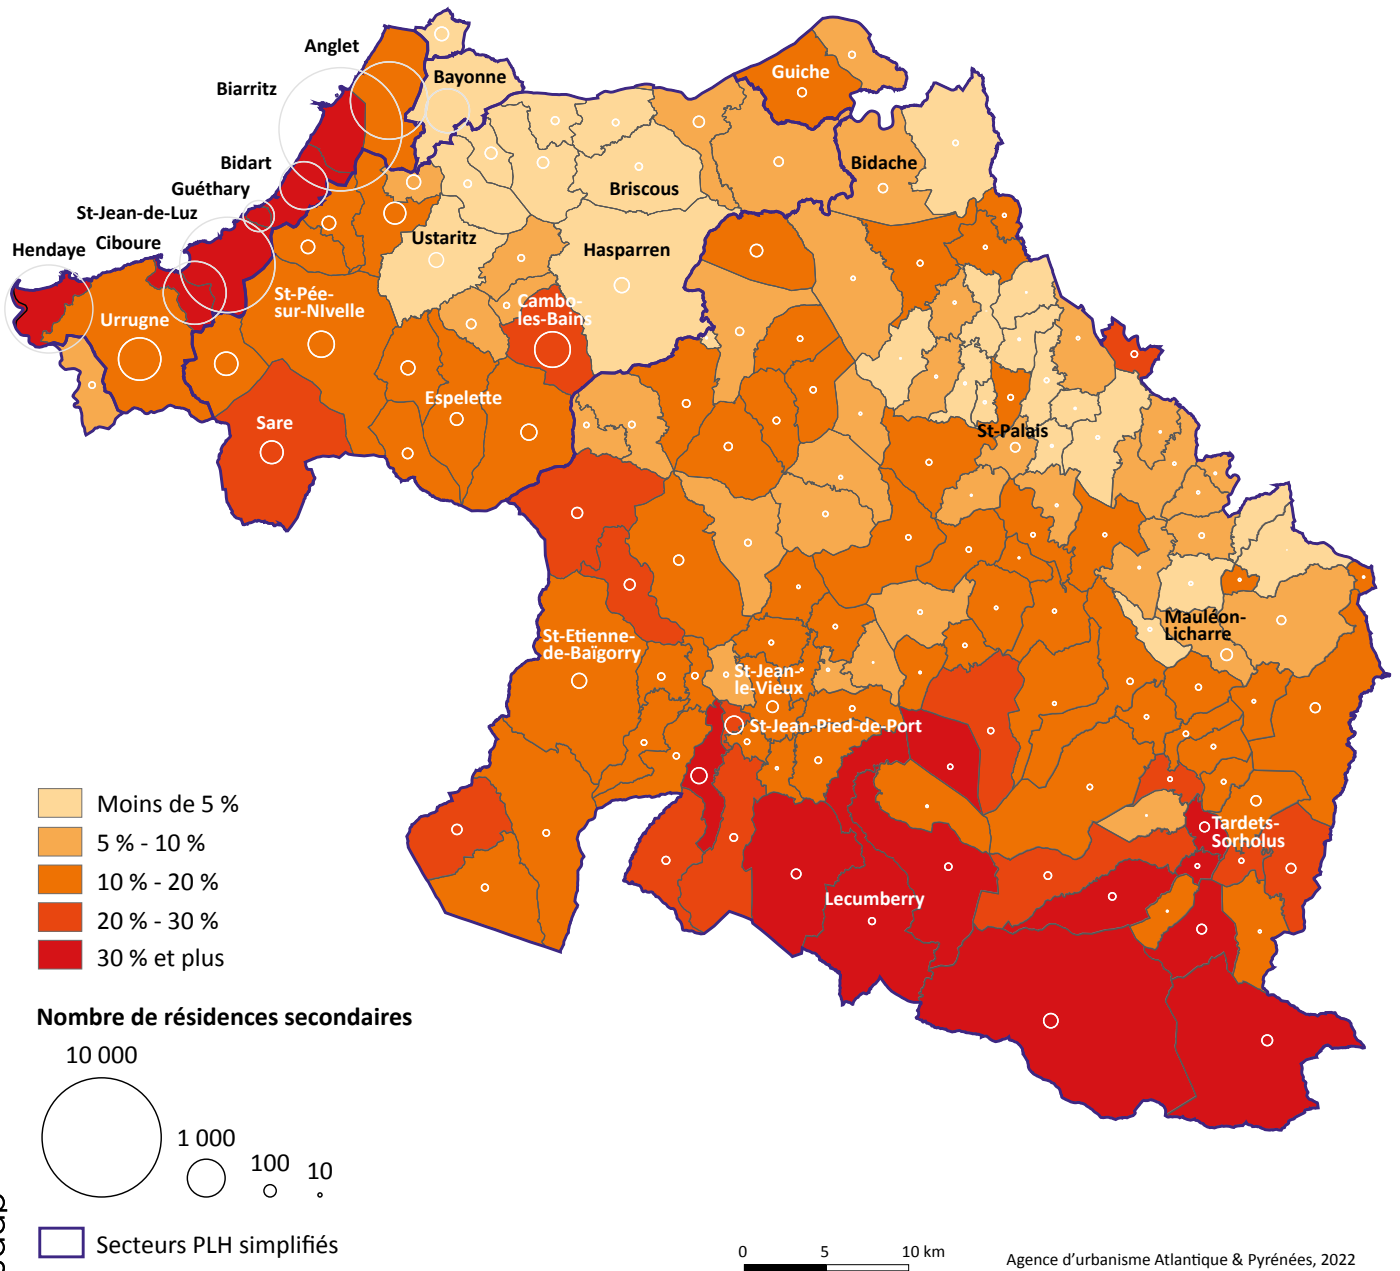 Anglet
Biarritz
Bayonne
Guiche
Bidart
Bidache
Guéthary
Briscous
St-Jean-de-Luz
Ciboure
Hendaye
Ustaritz
Hasparren
St-Pée-
sur-NIvelle
Cambo-
les-Bains
Urrugne
Espelette
Sare
St-Palais
Mauléon-
Licharre
St-Etienne-
de-Baïgorry
St-Jean-
le-Vieux
St-Jean-Pied-de-Port
Tardets-
Sorholus
Lecumberry
Moins de 5 %
5 % - 10 %
10 % - 20 %
20 % - 30 %
30 % et plus
Nombre de résidences secondaires
10 000
1 000
100
10
Secteurs PLH simplifiés
0 5 10 km
Agence d’urbanisme Atlantique & Pyrénées, 2022